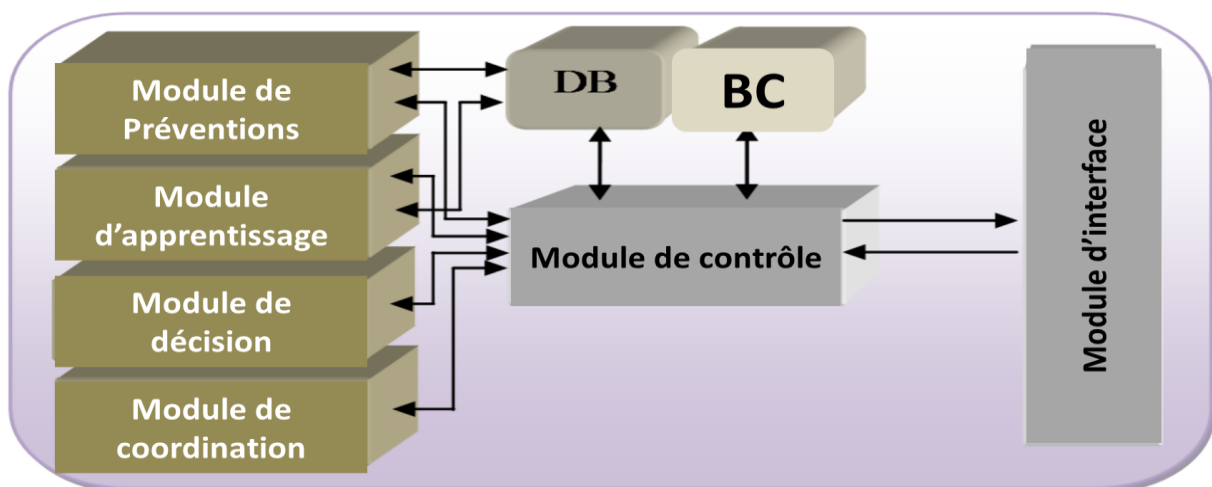 Module de
Préventions
Module
d’apprentissage
Module de
décision
Module de
coordination
DB
BC
Module de contrôle
Module d’interface